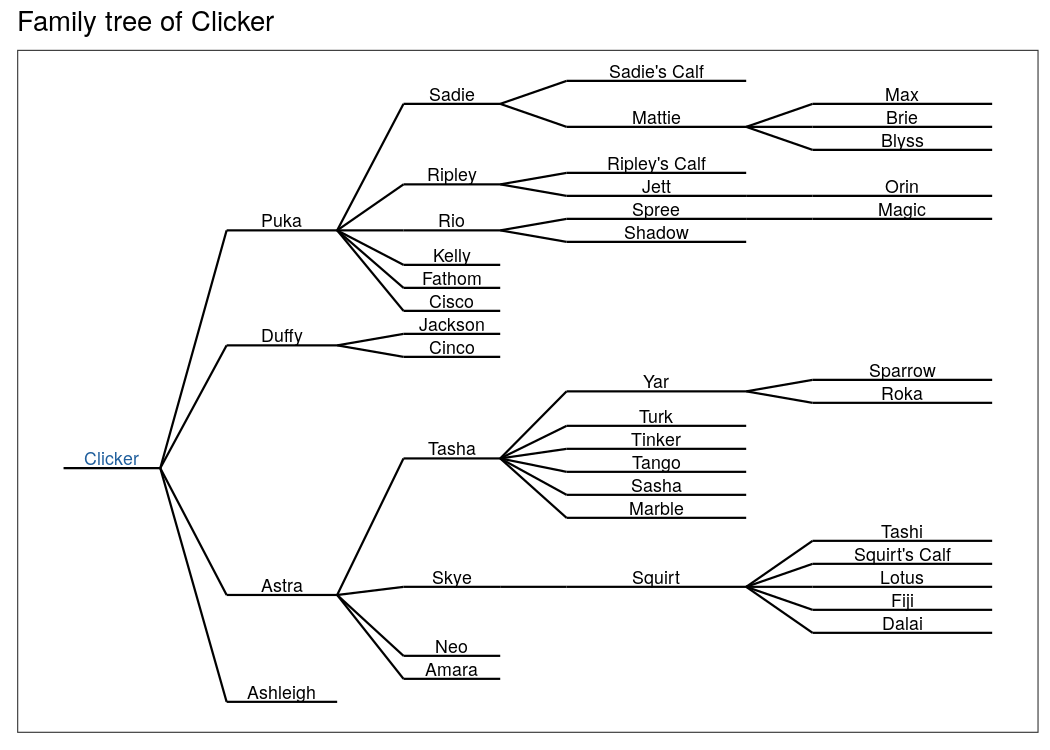 Family tree of Clicker
Sadie's Calf
Sadie
Max
Mattie
Brie
Blyss
Ripley's Calf
Ripley
Jett
Orin
Spree
Magic
Puka
Rio
Shadow
Kelly
Fathom
Cisco
Jackson
Duffy
Cinco
Sparrow
Yar
Roka
Turk
Tinker
Tasha
Clicker
Tango
Sasha
Marble
Tashi
Squirt's Calf
Astra
Skye
Squirt
Lotus
Fiji
Dalai
Neo
Amara
Ashleigh